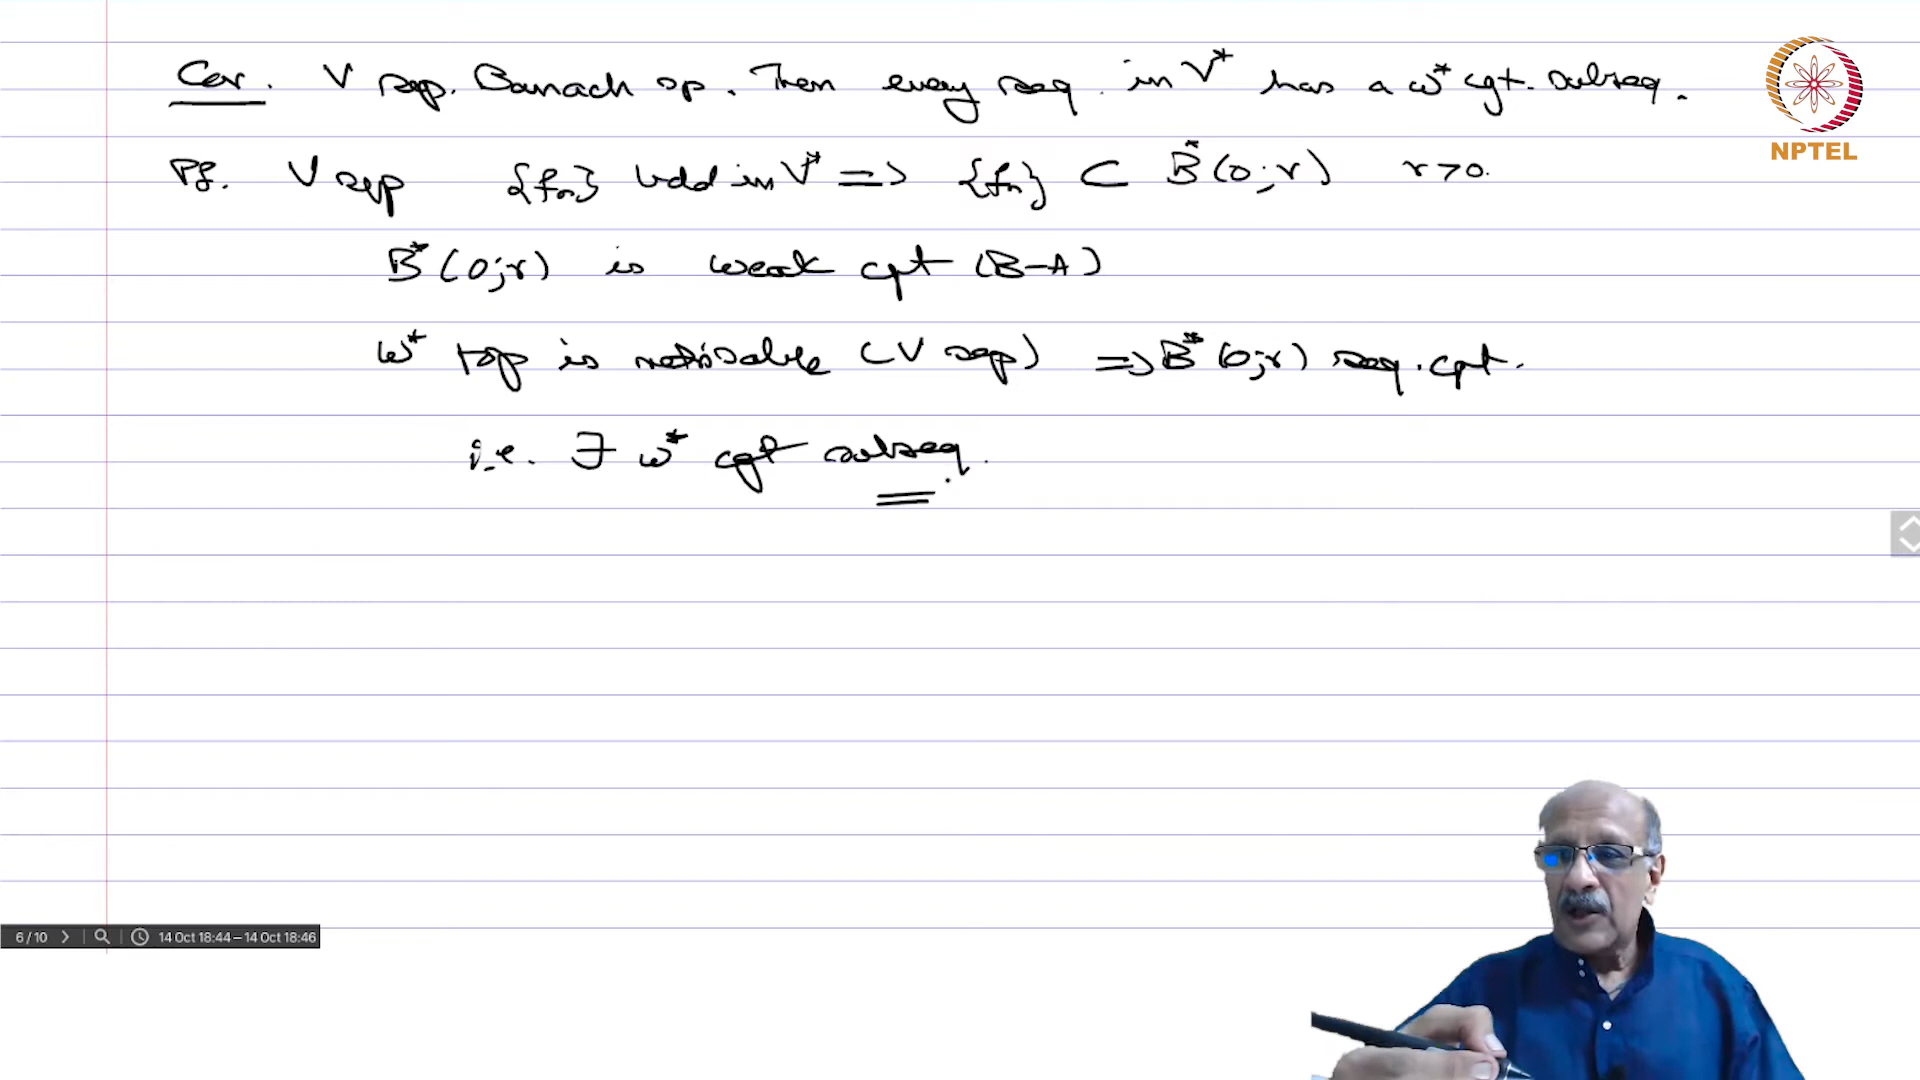 Cor. V sep. Banach sp. Then every seq. in V* has a w* cgt. subseq.
Pf. V sep {fn} bdd in V* => {fn} ⊂ B*(0;r) r>0.
B*(0;r) is weak cpt (B-A)
w* top is metrisable (V sep) => B*(0;r) seq. cpt.
i.e. ∃ w* cgt subseq.
NPTEL
6/10 14 Oct 18:44 – 14 Oct 18:46